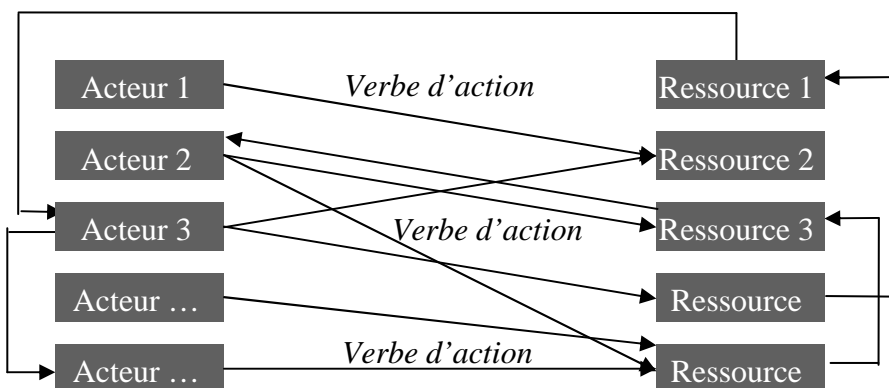 Acteur 1
Verbe d'action
Ressource 1
Acteur 2
Ressource 2
Acteur 3
Verbe d'action
Ressource 3
Acteur …
Ressource
Acteur …
Verbe d'action
Ressource